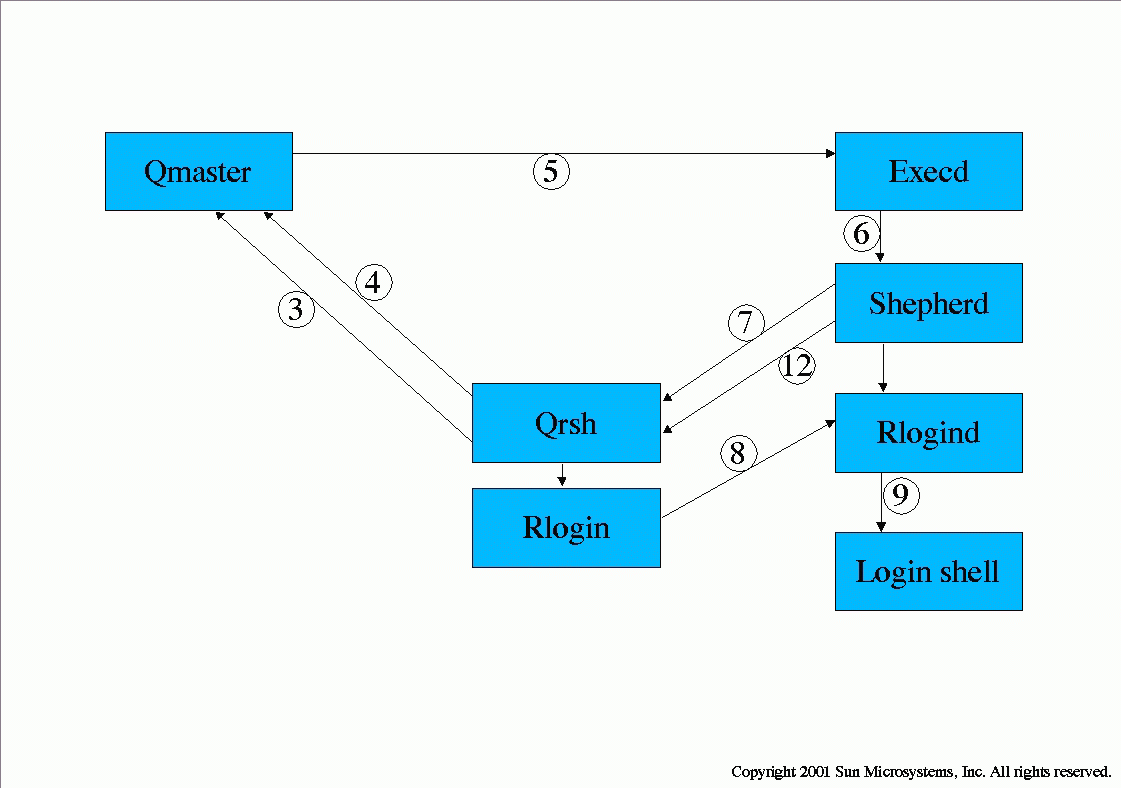 Qmaster
Execd
5
6
4
3
Shepherd
7
12
Qrsh
Rlogind
8
9
Rlogin
Login shell
Copyright 2001 Sun Microsystems, Inc. All rights reserved.